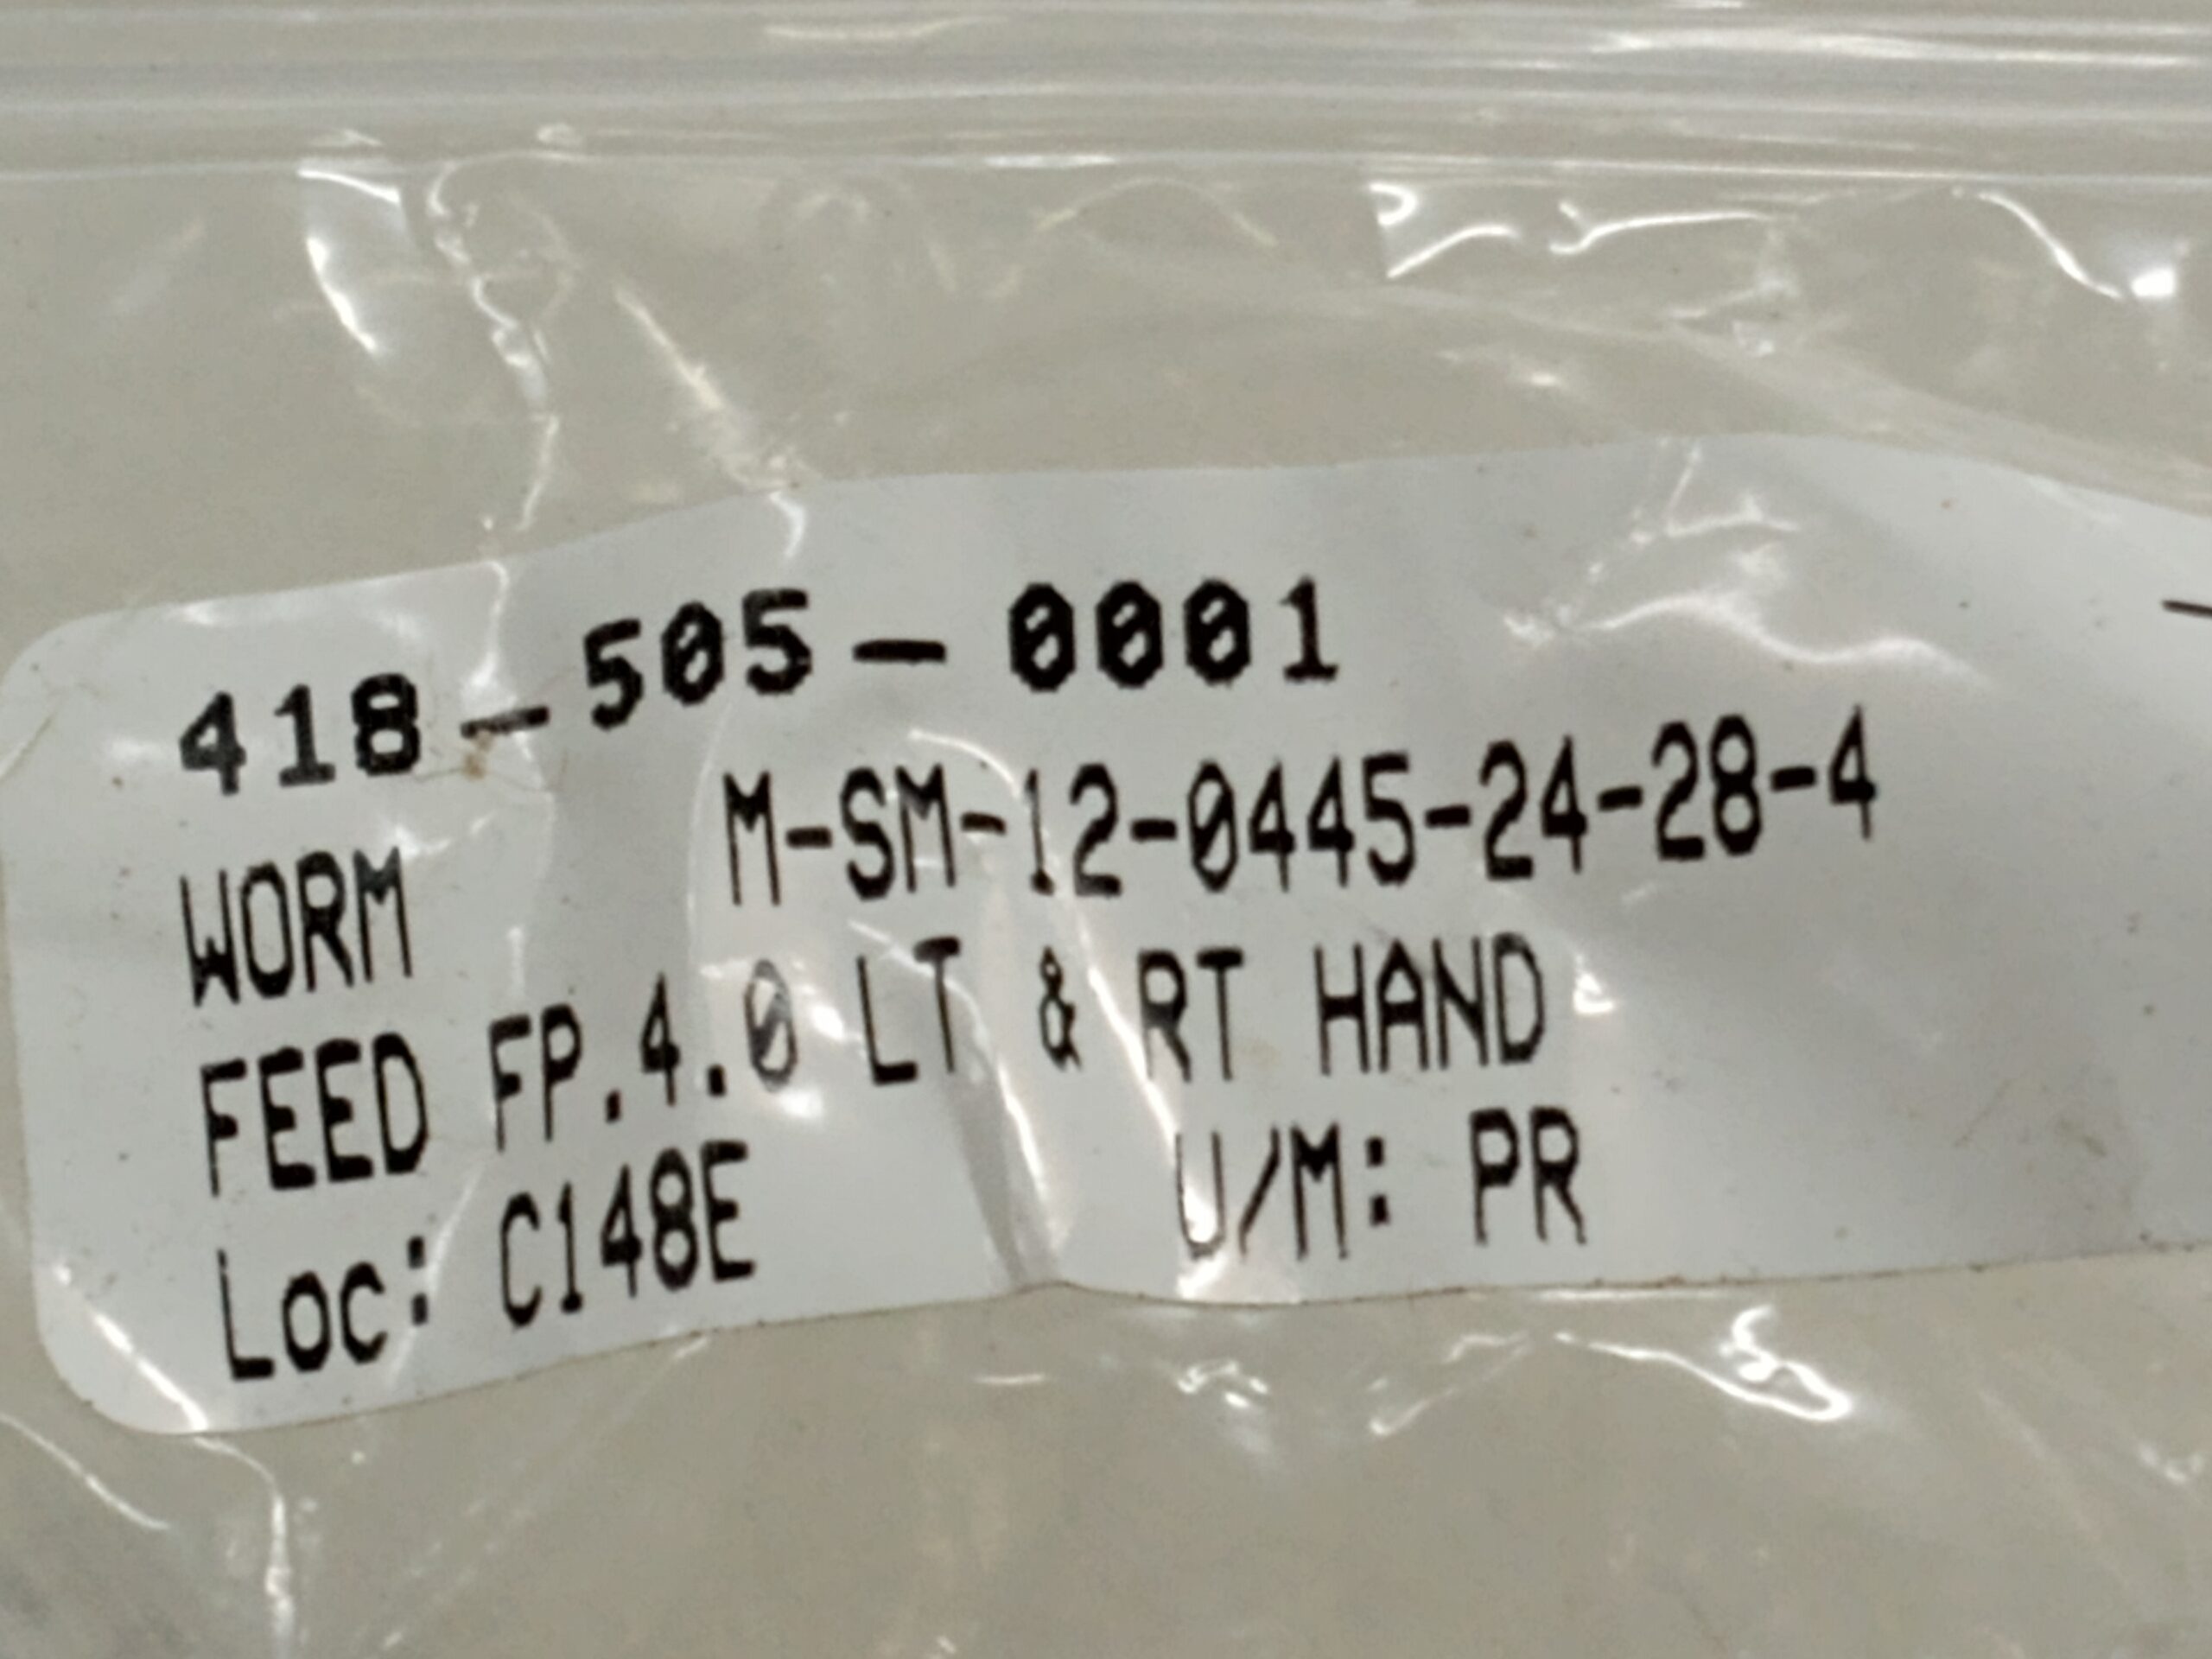 418-505-0001
WORM M-SM-12-0445-24-28-4
FEED FP.4.0 LT & RT HAND
Loc: C148E U/M: PR